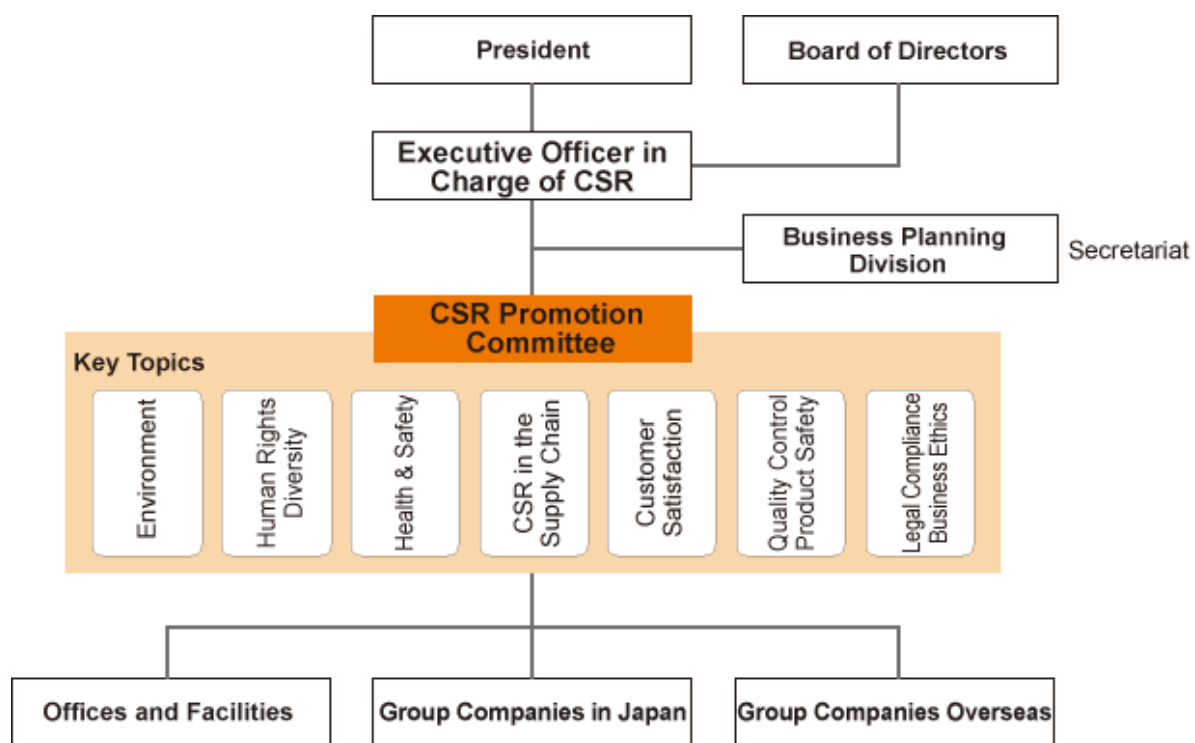 President
Board of Directors
Executive Officer in
Charge of CSR
Business Planning
Division
Secretariat
CSR Promotion
Committee
Key Topics
Environment
Human Rights
Diversity
Health & Safety
CSR in the
Supply Chain
Customer
Satisfaction
Quality Control
Product Safety
Legal Compliance
Business Ethics
Offices and Facilities
Group Companies in Japan
Group Companies Overseas